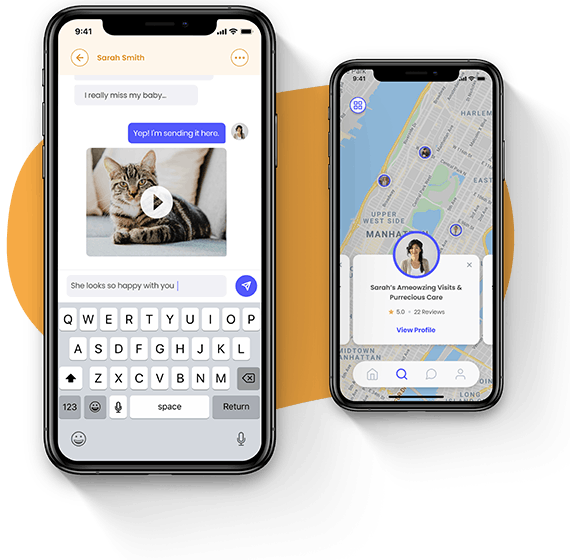 9:41
Sarah Smith
I really miss my baby...
Yep! I'm sending it here.
She looks so happy with you
Q W E R T Y U I O P
A S D F G H J K L
Z X C V B N M
123
space
Return
9:41
Park
HARLEM
EAST
UPPER
WEST SIDE
MANHATTAN
Sarah's Ameowzing Visits &
Purrecious Care
★ 5.0 • 22 Reviews
View Profile
MIDTOWN
MANHATTAN
LONG